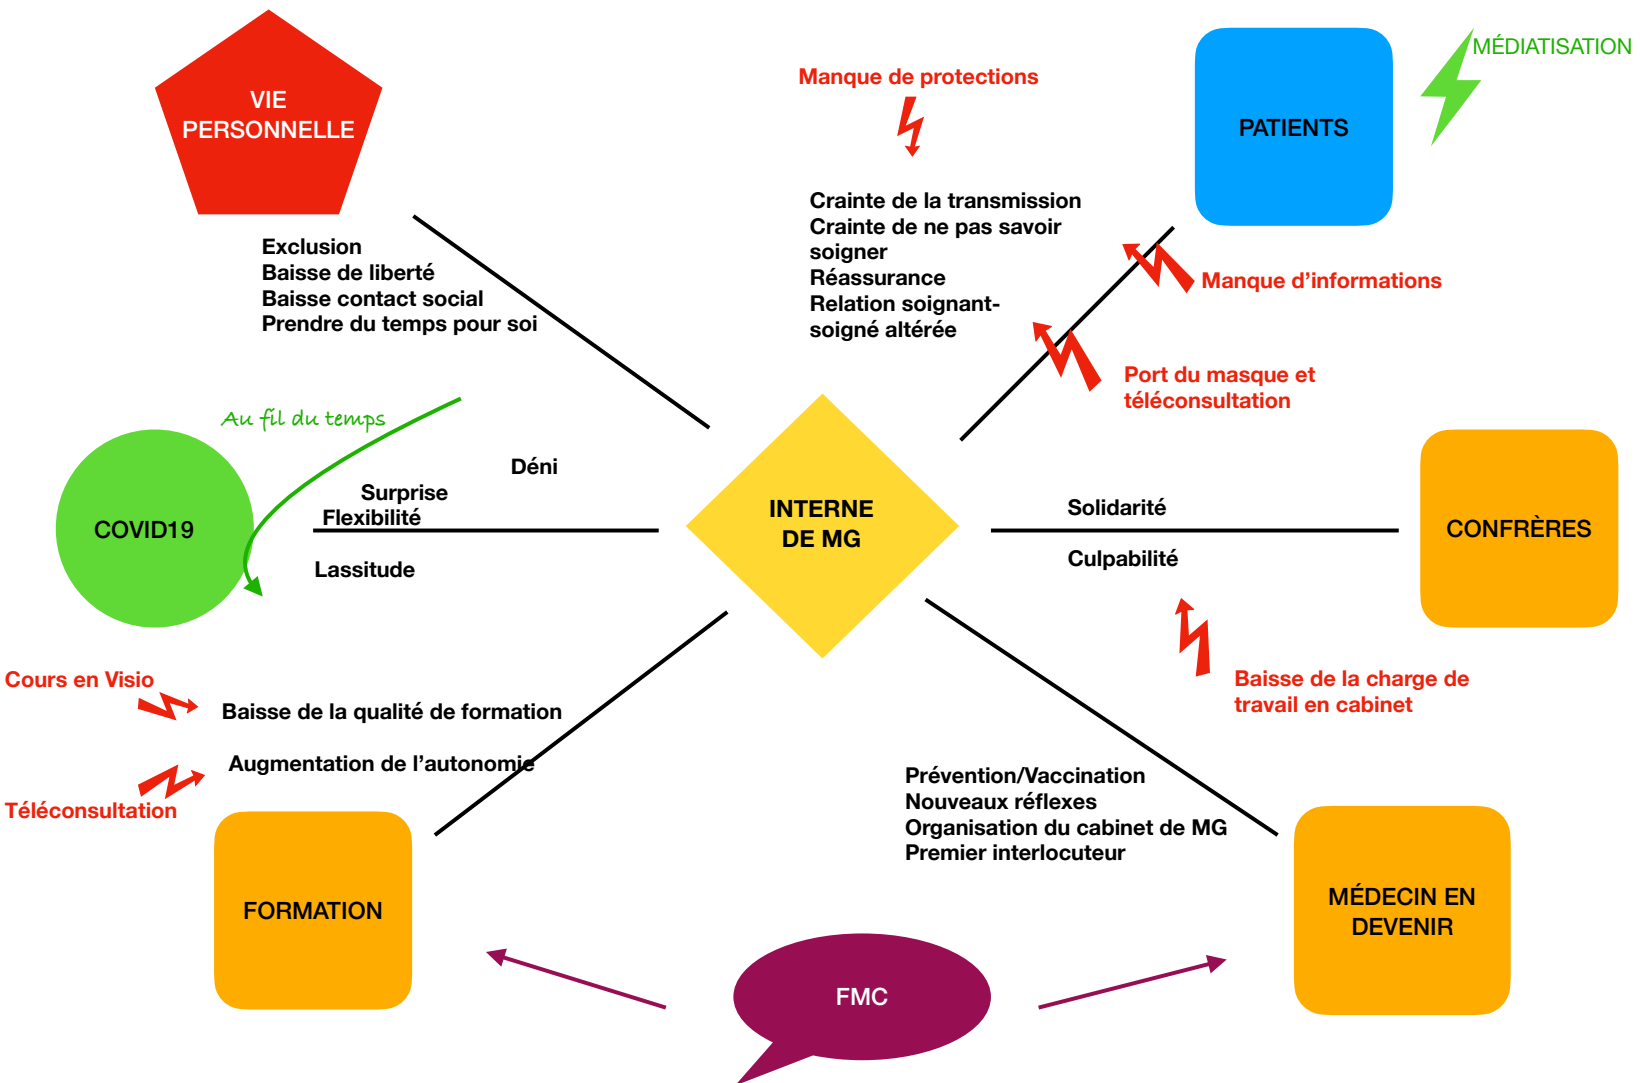 VIE
PERSONNELLE
Exclusion
Baisse de liberté
Baisse contact social
Prendre du temps pour soi
Manque de protections
Crainte de la transmission
Crainte de ne pas savoir
soigner
Réassurance
Relation soignant-
soigné altérée
PATIENTS
MÉDIATISATION
Manque d’informations
Port du masque et
téléconsultation
Au fil du temps
COVID19
Déni
Surprise
Flexibilité
Lassitude
INTERNE
DE MG
Solidarité
Culpabilité
CONFRÈRES
Baisse de la charge de
travail en cabinet
Cours en Visio
Baisse de la qualité de formation
Augmentation de l’autonomie
Téléconsultation
FORMATION
Prévention/Vaccination
Nouveaux réflexes
Organisation du cabinet de MG
Premier interlocuteur
MÉDECIN EN
DEVENIR
FMC